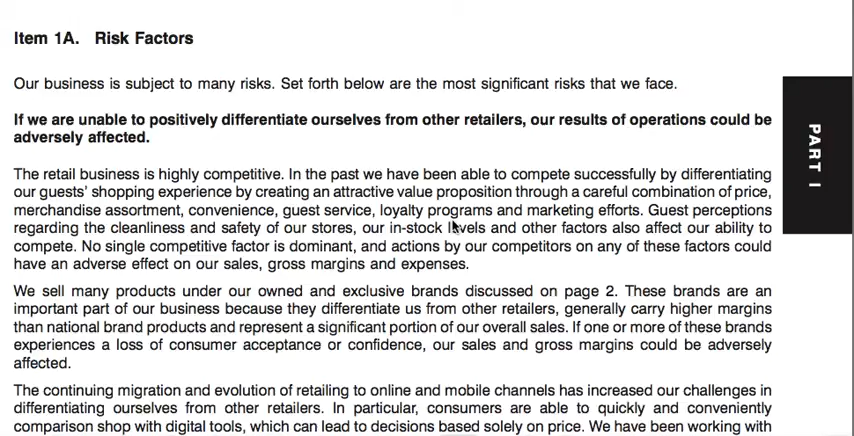 Item 1A. Risk Factors
Our business is subject to many risks. Set forth below are the most significant risks that we face.
If we are unable to positively differentiate ourselves from other retailers, our results of operations could be
adversely affected.
The retail business is highly competitive. In the past we have been able to compete successfully by differentiating
our guests' shopping experience by creating an attractive value proposition through a careful combination of price,
merchandise assortment, convenience, guest service, loyalty programs and marketing efforts. Guest perceptions
regarding the cleanliness and safety of our stores, our in-stock levels and other factors also affect our ability to
compete. No single competitive factor is dominant, and actions by our competitors on any of these factors could
have an adverse effect on our sales, gross margins and expenses.
We sell many products under our owned and exclusive brands discussed on page 2. These brands are an
important part of our business because they differentiate us from other retailers, generally carry higher margins
than national brand products and represent a significant portion of our overall sales. If one or more of these brands
experiences a loss of consumer acceptance or confidence, our sales and gross margins could be adversely
affected.
The continuing migration and evolution of retailing to online and mobile channels has increased our challenges in
differentiating ourselves from other retailers. In particular, consumers are able to quickly and conveniently
comparison shop with digital tools, which can lead to decisions based solely on price. We have been working with
PART I